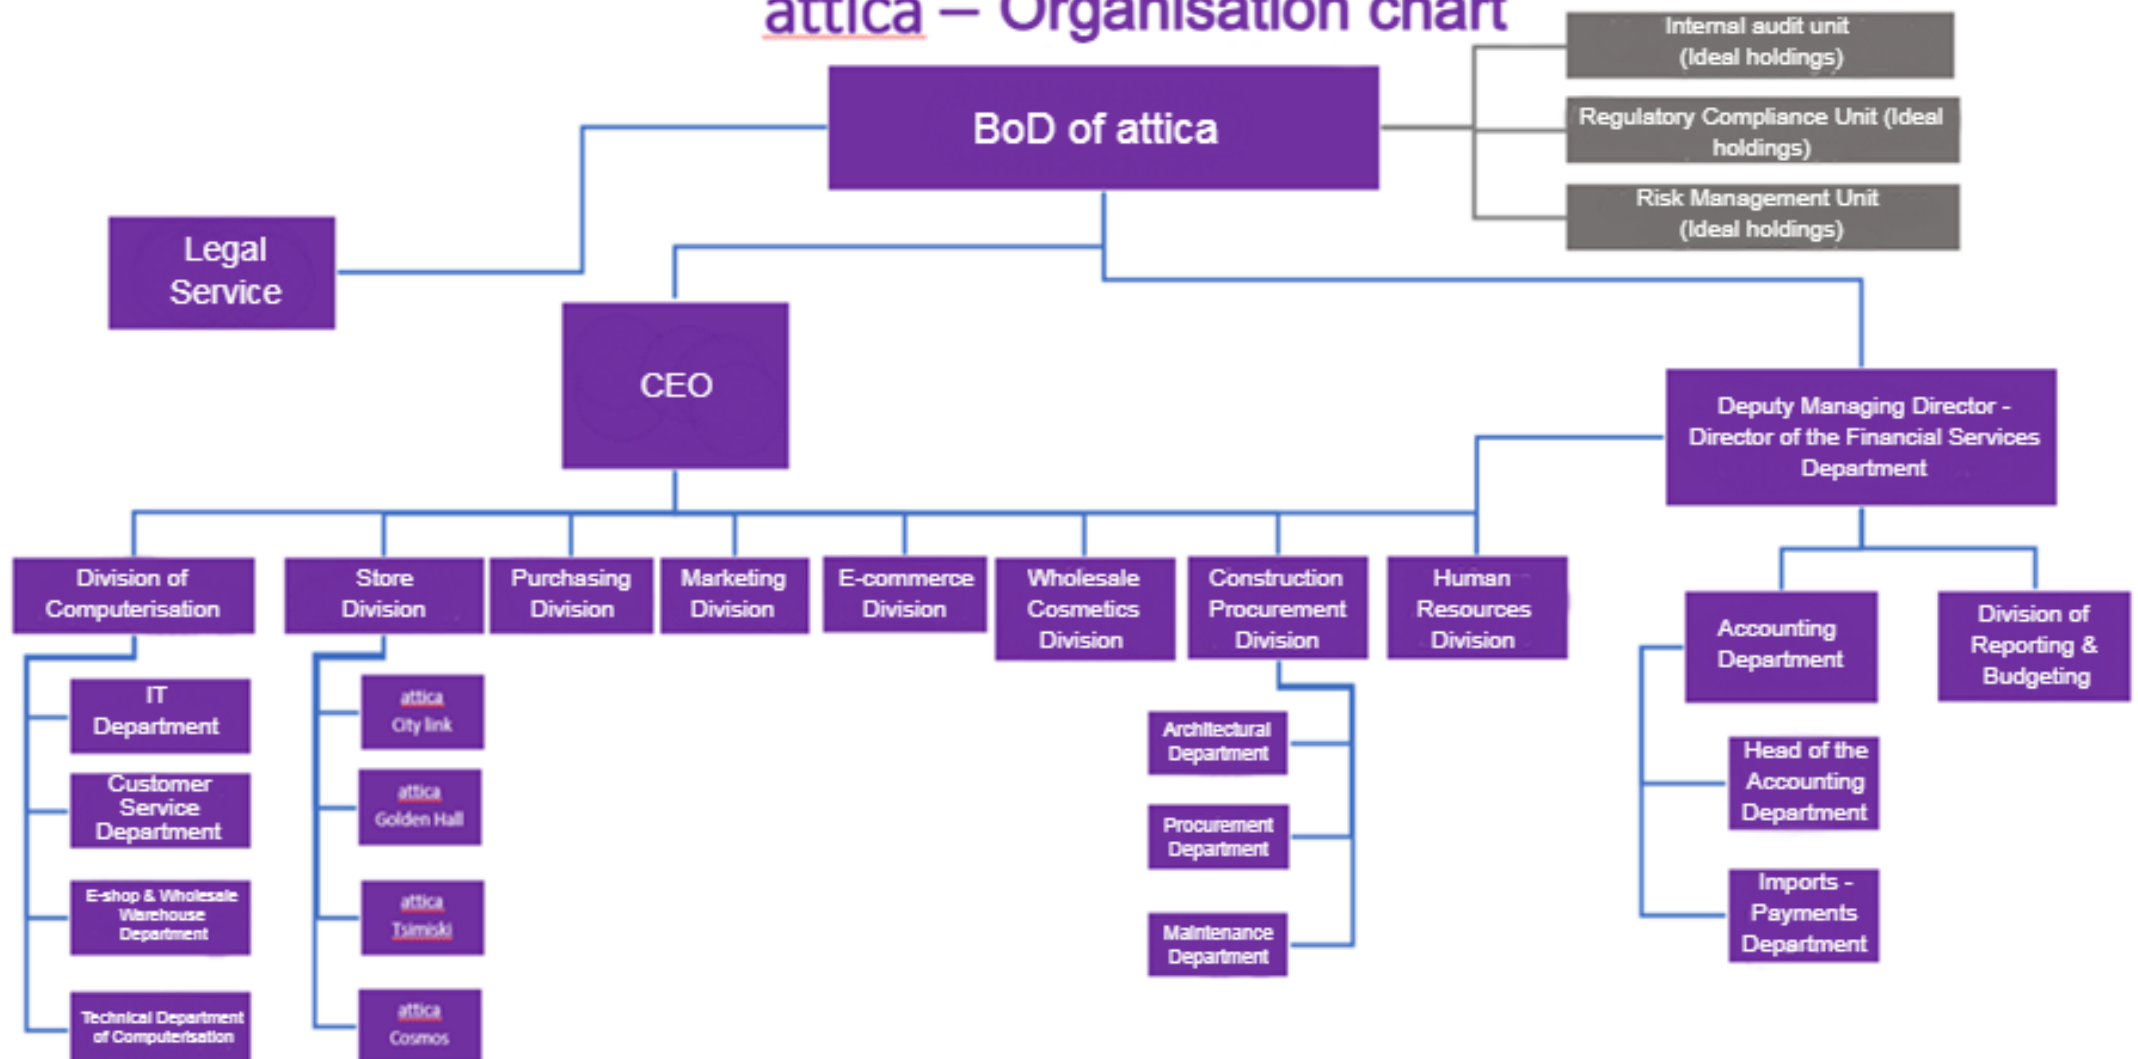 attica – Organisation chart
Internal audit unit
(Ideal holdings)
BoD of attica
Regulatory Compliance Unit (Ideal
holdings)
Risk Management Unit
(Ideal holdings)
Legal
Service
CEO
Deputy Managing Director -
Director of the Financial Services
Department
Division of
Computerisation
Store
Division
Purchasing
Division
Marketing
Division
E-commerce
Division
Wholesale
Cosmetics
Division
Construction
Procurement
Division
Human
Resources
Division
Accounting
Department
Division of
Reporting &
Budgeting
IT
Department
Customer
Service
Department
E-shop & Wholesale
Warehouse
Department
Technical Department
of Computerisation
attica
City link
attica
Golden Hall
attica
Tsimiski
attica
Cosmos
Architectural
Department
Procurement
Department
Maintenance
Department
Head of the
Accounting
Department
Imports -
Payments
Department